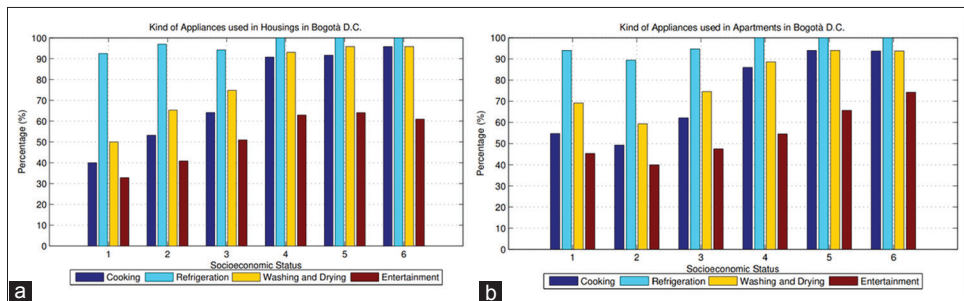 Kind of Appliances used in Housings in Bogotà D.C.
100
90
80
70
60
50
40
30
20
10
0
Percentage (%)
1 2 3 4 5 6
Socioeconomic Status
Cooking Refrigeration Washing and Drying Entertainment
a
Kind of Appliances used in Apartments in Bogotà D.C.
100
90
80
70
60
50
40
30
20
10
0
Percentage (%)
1 2 3 4 5 6
Socioeconomic Status
Cooking Refrigeration Washing and Drying Entertainment
b